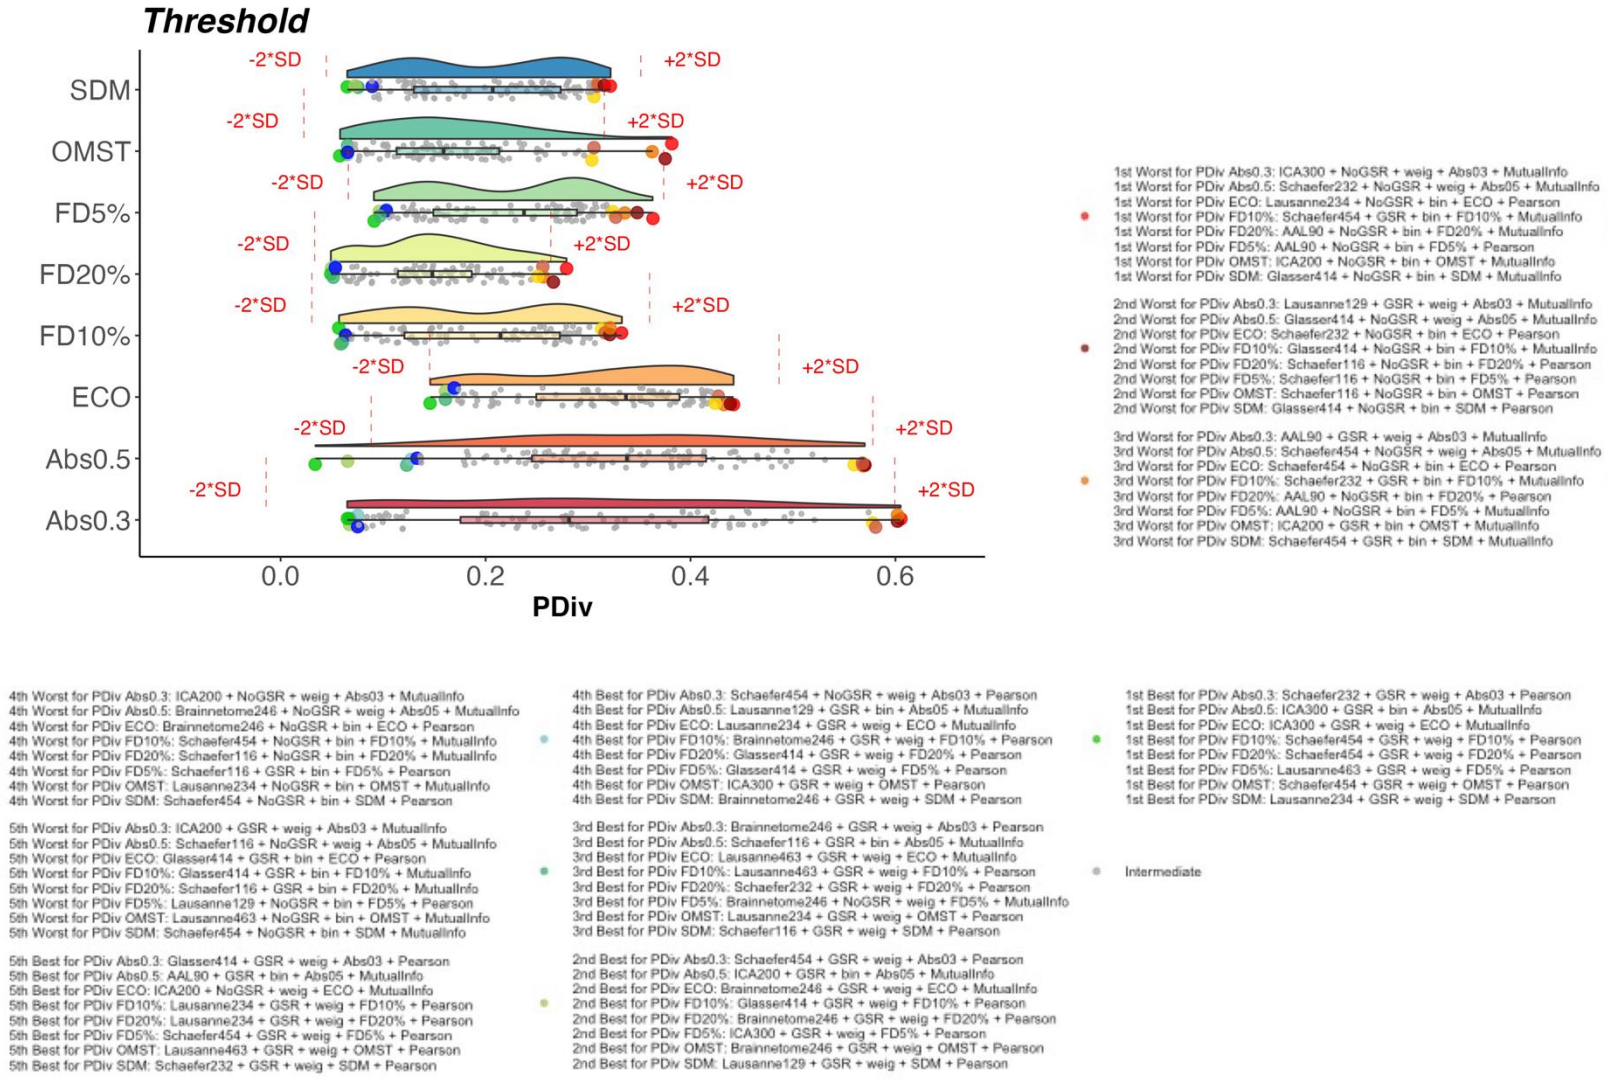 Threshold
-2*SD
+2*SD
SDM
-2*SD
+2*SD
OMST
-2*SD
+2*SD
FD5%
-2*SD
+2*SD
FD20%
-2*SD
+2*SD
FD10%
-2*SD
+2*SD
ECO
-2*SD
+2*SD
Abs0.5
-2*SD
+2*SD
Abs0.3
0.0
0.2
0.4
0.6
PDiv
1st Worst for PDiv Abs0.3: ICA300 + NoGSR + weig + Abs03 + MutualInfo
1st Worst for PDiv Abs0.5: Schaefer232 + NoGSR + weig + Abs05 + MutualInfo
1st Worst for PDiv ECO: Lausanne234 + NoGSR + bin + ECO + Pearson
1st Worst for PDiv FD10%: Schaefer454 + GSR + bin + FD10% + MutualInfo
1st Worst for PDiv FD20%: AAL90 + NoGSR + bin + FD20% + MutualInfo
1st Worst for PDiv FD5%: AAL90 + NoGSR + bin + FD5% + Pearson
1st Worst for PDiv OMST: ICA200 + NoGSR + bin + OMST + MutualInfo
1st Worst for PDiv SDM: Glasser414 + NoGSR + bin + SDM + MutualInfo
2nd Worst for PDiv Abs0.3: Lausanne129 + GSR + weig + Abs03 + MutualInfo
2nd Worst for PDiv Abs0.5: Glasser414 + NoGSR + weig + Abs05 + MutualInfo
2nd Worst for PDiv ECO: Schaefer232 + NoGSR + bin + ECO + Pearson
2nd Worst for PDiv FD10%: Glasser414 + NoGSR + bin + FD10% + MutualInfo
2nd Worst for PDiv FD20%: Schaefer116 + NoGSR + bin + FD20% + Pearson
2nd Worst for PDiv FD5%: Schaefer116 + NoGSR + bin + FD5% + Pearson
2nd Worst for PDiv OMST: Schaefer116 + NoGSR + bin + OMST + Pearson
2nd Worst for PDiv SDM: Glasser414 + NoGSR + bin + SDM + Pearson
3rd Worst for PDiv Abs0.3: AAL90 + GSR + weig + Abs03 + MutualInfo
3rd Worst for PDiv Abs0.5: Schaefer454 + NoGSR + weig + Abs05 + MutualInfo
3rd Worst for PDiv ECO: Schaefer454 + NoGSR + bin + ECO + Pearson
3rd Worst for PDiv FD10%: Schaefer232 + GSR + bin + FD10% + MutualInfo
3rd Worst for PDiv FD20%: AAL90 + NoGSR + bin + FD20% + Pearson
3rd Worst for PDiv FD5%: AAL90 + NoGSR + bin + FD5% + MutualInfo
3rd Worst for PDiv OMST: ICA200 + GSR + bin + OMST + MutualInfo
3rd Worst for PDiv SDM: Schaefer454 + GSR + bin + SDM + MutualInfo
4th Worst for PDiv Abs0.3: ICA200 + NoGSR + weig + Abs03 + MutualInfo
4th Worst for PDiv Abs0.5: Brainnetome246 + NoGSR + weig + Abs05 + MutualInfo
4th Worst for PDiv ECO: Brainnetome246 + NoGSR + bin + ECO + Pearson
4th Worst for PDiv FD10%: Schaefer454 + NoGSR + bin + FD10% + MutualInfo
4th Worst for PDiv FD20%: Schaefer116 + NoGSR + bin + FD20% + MutualInfo
4th Worst for PDiv FD5%: Schaefer116 + GSR + bin + FD5% + Pearson
4th Worst for PDiv OMST: Lausanne234 + NoGSR + bin + OMST + MutualInfo
4th Worst for PDiv SDM: Schaefer454 + NoGSR + bin + SDM + Pearson
5th Worst for PDiv Abs0.3: ICA200 + GSR + weig + Abs03 + MutualInfo
5th Worst for PDiv Abs0.5: Schaefer116 + NoGSR + weig + Abs05 + MutualInfo
5th Worst for PDiv ECO: Glasser414 + GSR + bin + ECO + Pearson
5th Worst for PDiv FD10%: Glasser414 + GSR + bin + FD10% + MutualInfo
5th Worst for PDiv FD20%: Schaefer116 + GSR + bin + FD20% + MutualInfo
5th Worst for PDiv FD5%: Lausanne129 + NoGSR + bin + FD5% + Pearson
5th Worst for PDiv OMST: Lausanne463 + NoGSR + bin + OMST + MutualInfo
5th Worst for PDiv SDM: Schaefer454 + NoGSR + bin + SDM + MutualInfo
5th Best for PDiv Abs0.3: Glasser414 + GSR + weig + Abs03 + Pearson
5th Best for PDiv Abs0.5: AAL90 + GSR + bin + Abs05 + MutualInfo
5th Best for PDiv ECO: ICA200 + NoGSR + weig + ECO + MutualInfo
5th Best for PDiv FD10%: Lausanne234 + GSR + weig + FD10% + Pearson
5th Best for PDiv FD20%: Lausanne234 + GSR + weig + FD20% + Pearson
5th Best for PDiv FD5%: Schaefer454 + GSR + weig + FD5% + Pearson
5th Best for PDiv OMST: Lausanne463 + GSR + weig + OMST + Pearson
5th Best for PDiv SDM: Schaefer232 + GSR + weig + SDM + Pearson
4th Best for PDiv Abs0.3: Schaefer454 + NoGSR + weig + Abs03 + Pearson
4th Best for PDiv Abs0.5: Lausanne129 + GSR + bin + Abs05 + MutualInfo
4th Best for PDiv ECO: Lausanne234 + GSR + weig + ECO + MutualInfo
4th Best for PDiv FD10%: Brainnetome246 + GSR + weig + FD10% + Pearson
4th Best for PDiv FD20%: Glasser414 + GSR + weig + FD20% + Pearson
4th Best for PDiv FD5%: Glasser414 + GSR + weig + FD5% + Pearson
4th Best for PDiv OMST: ICA300 + GSR + weig + OMST + Pearson
4th Best for PDiv SDM: Brainnetome246 + GSR + weig + SDM + Pearson
3rd Best for PDiv Abs0.3: Brainnetome246 + GSR + weig + Abs03 + Pearson
3rd Best for PDiv Abs0.5: Schaefer116 + GSR + bin + Abs05 + MutualInfo
3rd Best for PDiv ECO: Lausanne463 + GSR + weig + ECO + MutualInfo
3rd Best for PDiv FD10%: Lausanne463 + GSR + weig + FD10% + Pearson
3rd Best for PDiv FD20%: Schaefer232 + GSR + weig + FD20% + Pearson
3rd Best for PDiv FD5%: Brainnetome246 + NoGSR + weig + FD5% + MutualInfo
3rd Best for PDiv OMST: Lausanne234 + GSR + weig + OMST + Pearson
3rd Best for PDiv SDM: Schaefer116 + GSR + weig + SDM + Pearson
2nd Best for PDiv Abs0.3: Schaefer454 + GSR + weig + Abs03 + Pearson
2nd Best for PDiv Abs0.5: ICA200 + GSR + bin + Abs05 + MutualInfo
2nd Best for PDiv ECO: Brainnetome246 + GSR + weig + ECO + MutualInfo
2nd Best for PDiv FD10%: Glasser414 + GSR + weig + FD10% + Pearson
2nd Best for PDiv FD20%: Brainnetome246 + GSR + weig + FD20% + Pearson
2nd Best for PDiv FD5%: ICA300 + GSR + weig + FD5% + Pearson
2nd Best for PDiv OMST: Brainnetome246 + GSR + weig + OMST + Pearson
2nd Best for PDiv SDM: Lausanne129 + GSR + weig + SDM + Pearson
1st Best for PDiv Abs0.3: Schaefer232 + GSR + weig + Abs03 + Pearson
1st Best for PDiv Abs0.5: ICA300 + GSR + bin + Abs05 + MutualInfo
1st Best for PDiv ECO: ICA300 + GSR + weig + ECO + MutualInfo
1st Best for PDiv FD10%: Schaefer454 + GSR + weig + FD10% + Pearson
1st Best for PDiv FD20%: Schaefer454 + GSR + weig + FD20% + Pearson
1st Best for PDiv FD5%: Lausanne463 + GSR + weig + FD5% + Pearson
1st Best for PDiv OMST: Schaefer454 + GSR + weig + OMST + Pearson
1st Best for PDiv SDM: Lausanne234 + GSR + weig + SDM + Pearson
Intermediate